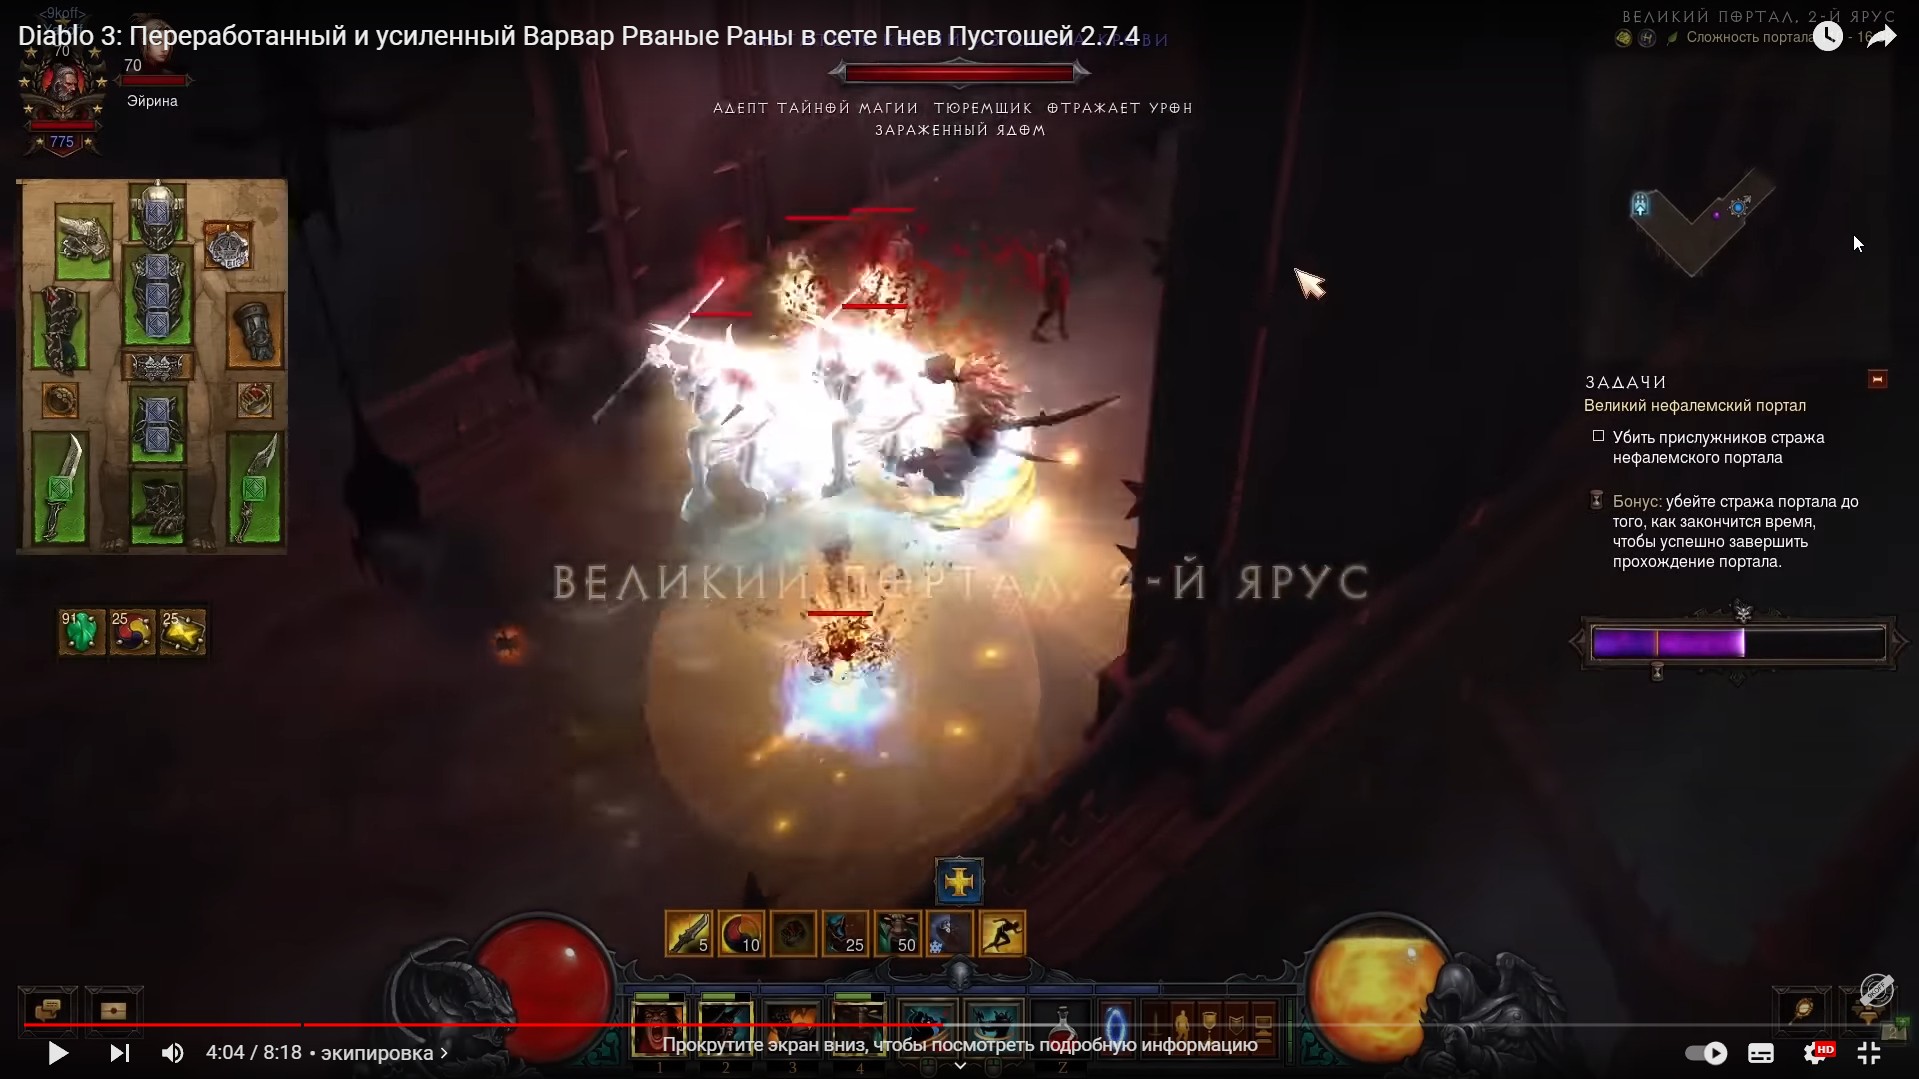 <9koff>
Diablo 3: Переработанный и усиленный Варвар Рваные Раны в сете Гнев Пустошей 2.7.4
ВЕЛИКИЙ ПОРТАЛ, 2-Й ЯРУС
Сложность портала
- 16
70
70
Эйрина
775
АДЕПТ ТАЙНОЙ МАГИИ ТЮРЕМЩИК ОТРАЖАЕТ УРОН
ЗАРАЖЕННЫЙ ЯДОМ
ЗАДАЧИ
Великий нефалемский портал
Убить прислужников стража
нефалемского портала
Бонус: убейте стража портала до
того, как закончится время,
чтобы успешно завершить
прохождение портала.
ВЕЛИКИЙ ПОРТАЛ, 2-Й ЯРУС
91 25 25
5 10 25 50
4:04 / 8:18 • экипировка
Прокрутите экран вниз, чтобы посмотреть подробную информацию
HD
1 2 3 4 Z